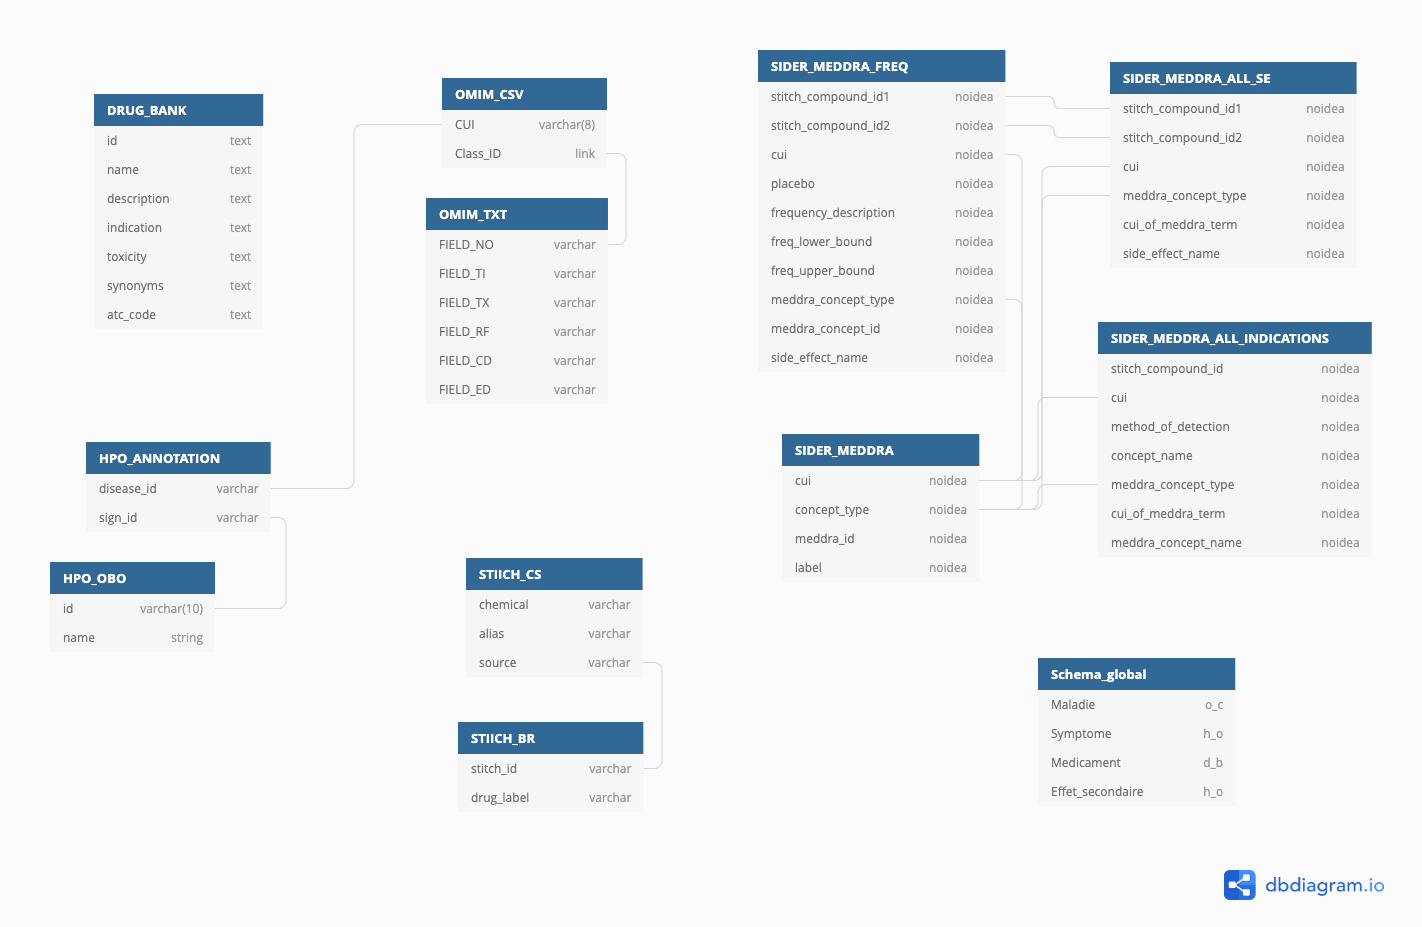 DRUG_BANK
id text
name text
description text
indication text
toxicity text
synonyms text
atc_code text
OMIM_CSV
CUI varchar(8)
Class_ID link
OMIM_TXT
FIELD_NO varchar
FIELD_TI varchar
FIELD_TX varchar
FIELD_RF varchar
FIELD_CD varchar
FIELD_ED varchar
SIDER_MEDDRA_FREQ
stitch_compound_id1 noidea
stitch_compound_id2 noidea
cui noidea
placebo noidea
frequency_description noidea
freq_lower_bound noidea
freq_upper_bound noidea
meddra_concept_type noidea
meddra_concept_id noidea
side_effect_name noidea
SIDER_MEDDRA_ALL_SE
stitch_compound_id1 noidea
stitch_compound_id2 noidea
cui noidea
meddra_concept_type noidea
cui_of_meddra_term noidea
side_effect_name noidea
SIDER_MEDDRA_ALL_INDICATIONS
stitch_compound_id noidea
cui noidea
method_of_detection noidea
concept_name noidea
meddra_concept_type noidea
cui_of_meddra_term noidea
meddra_concept_name noidea
HPO_ANNOTATION
disease_id varchar
sign_id varchar
HPO_OBO
id varchar(10)
name string
SIDER_MEDDRA
cui noidea
concept_type noidea
meddra_id noidea
label noidea
STIICH_CS
chemical varchar
alias varchar
source varchar
STIICH_BR
stitch_id varchar
drug_label varchar
Schema_global
Maladie o_c
Symptome h_o
Medicament d_b
Effet_secondaire h_o
dbdiagram.io